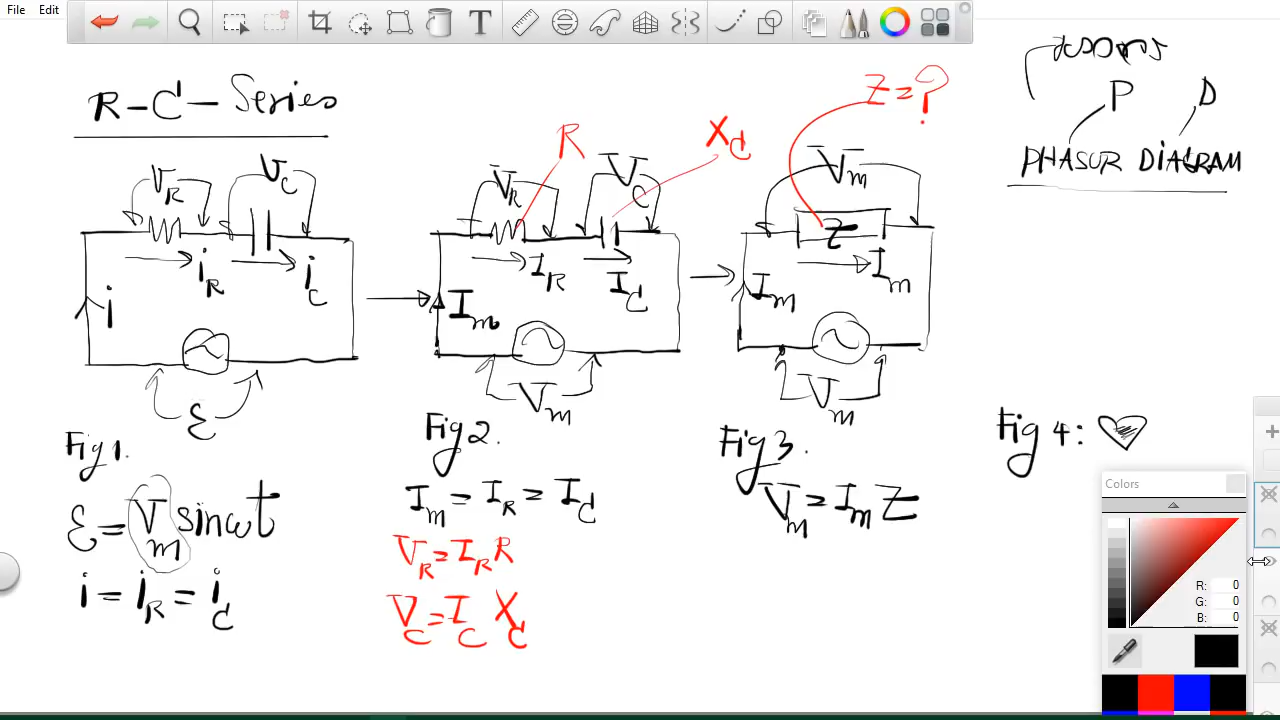 File Edit
R-C-Series
P D
PHASOR DIAGRAM
V_R V_C
i i_R i_C
ε
Fig 1.
ε = V_m sinωt
i = i_R = i_C
R X_C
V_R V_C
I_m I_R I_C
V_m
Fig 2.
I_m = I_R = I_C
V_R = I_R R
V_C = I_C X_C
Z = ?
V_m
Z
I_m I_m
V_m
Fig 3.
V_m = I_m Z
Fig 4:
Colors
R: 0
G: 0
B: 0